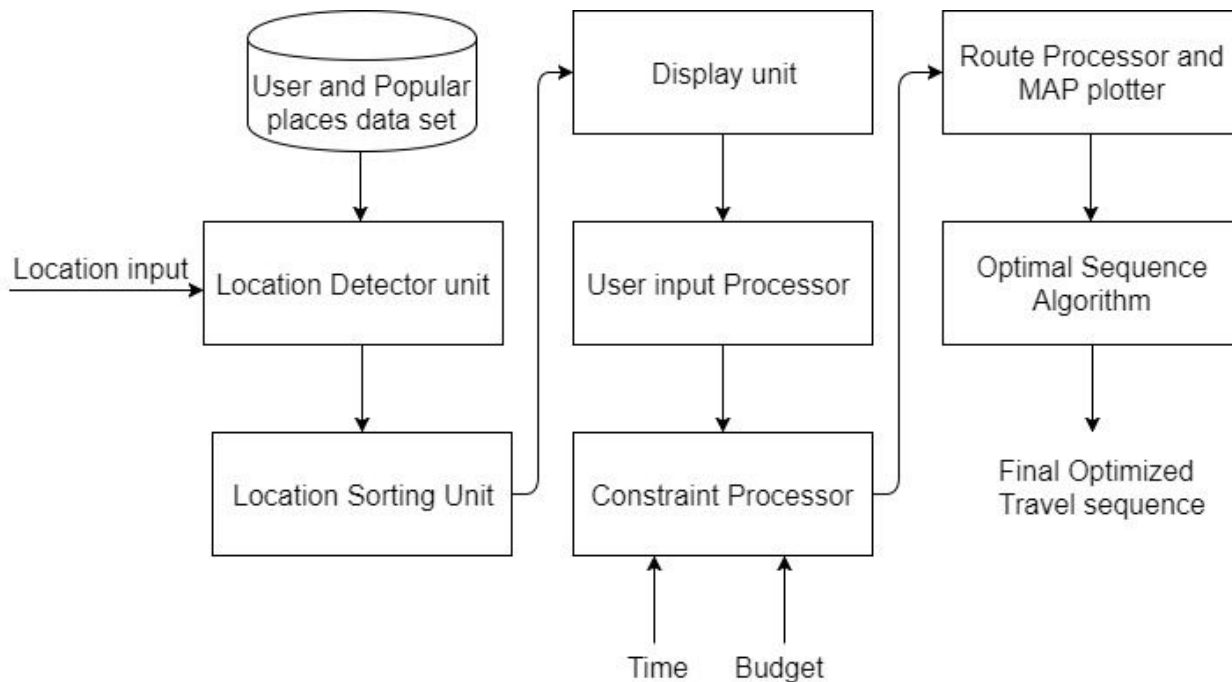 User and Popular
places data set
Location input
Location Detector unit
Location Sorting Unit
Display unit
User input Processor
Constraint Processor
Time
Budget
Route Processor and
MAP plotter
Optimal Sequence
Algorithm
Final Optimized
Travel sequence